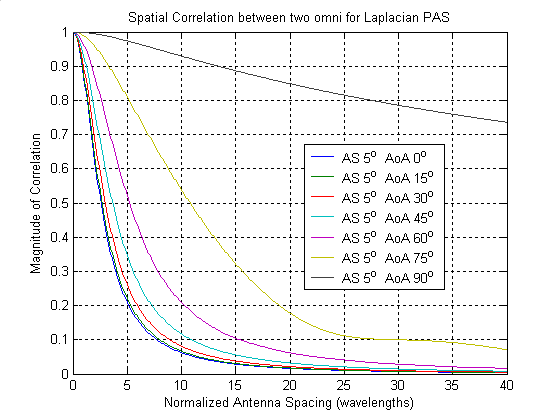 Spatial Correlation between two omni for Laplacian PAS
1
0.9
0.8
0.7
0.6
0.5
0.4
0.3
0.2
0.1
0
Magnitude of Correlation
AS 5° AoA 0°
AS 5° AoA 15°
AS 5° AoA 30°
AS 5° AoA 45°
AS 5° AoA 60°
AS 5° AoA 75°
AS 5° AoA 90°
0 5 10 15 20 25 30 35 40
Normalized Antenna Spacing (wavelengths)